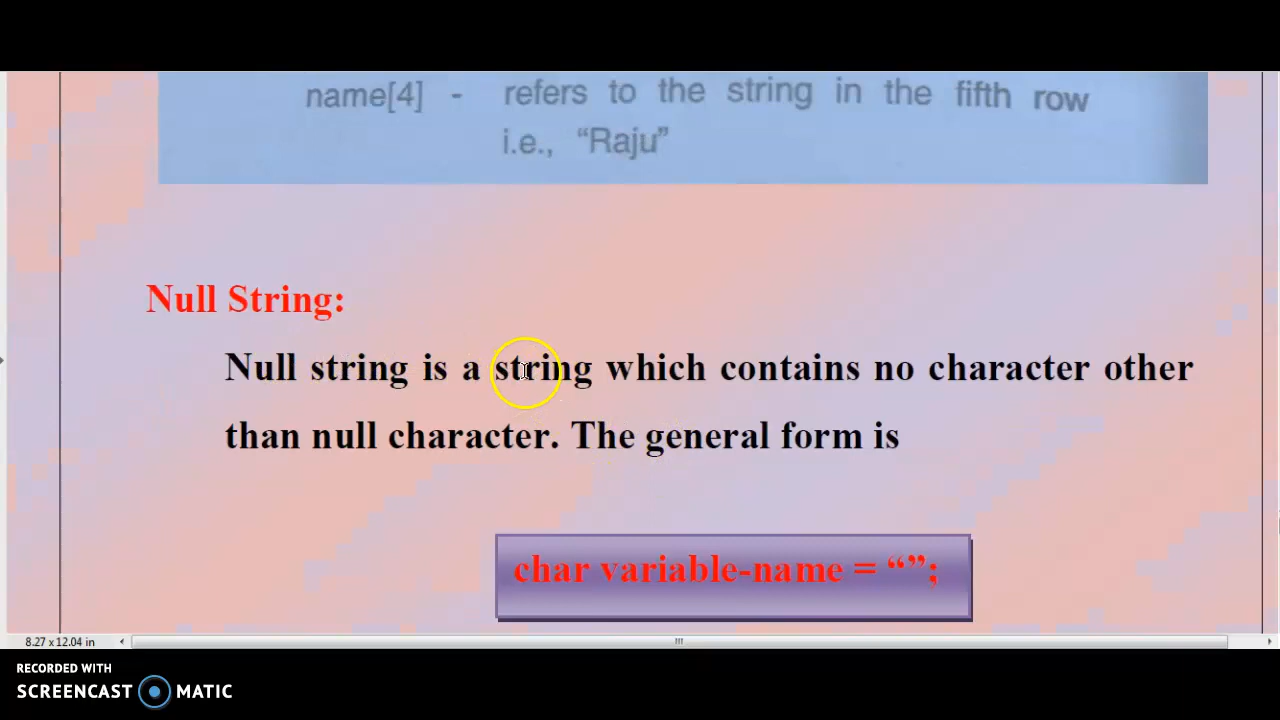 name[4] - refers to the string in the fifth row
i.e., “Raju”
Null String:
Null string is a string which contains no character other
than null character. The general form is
char variable-name = “”;
8.27 x 12.04 in
RECORDED WITH
SCREENCAST MATIC